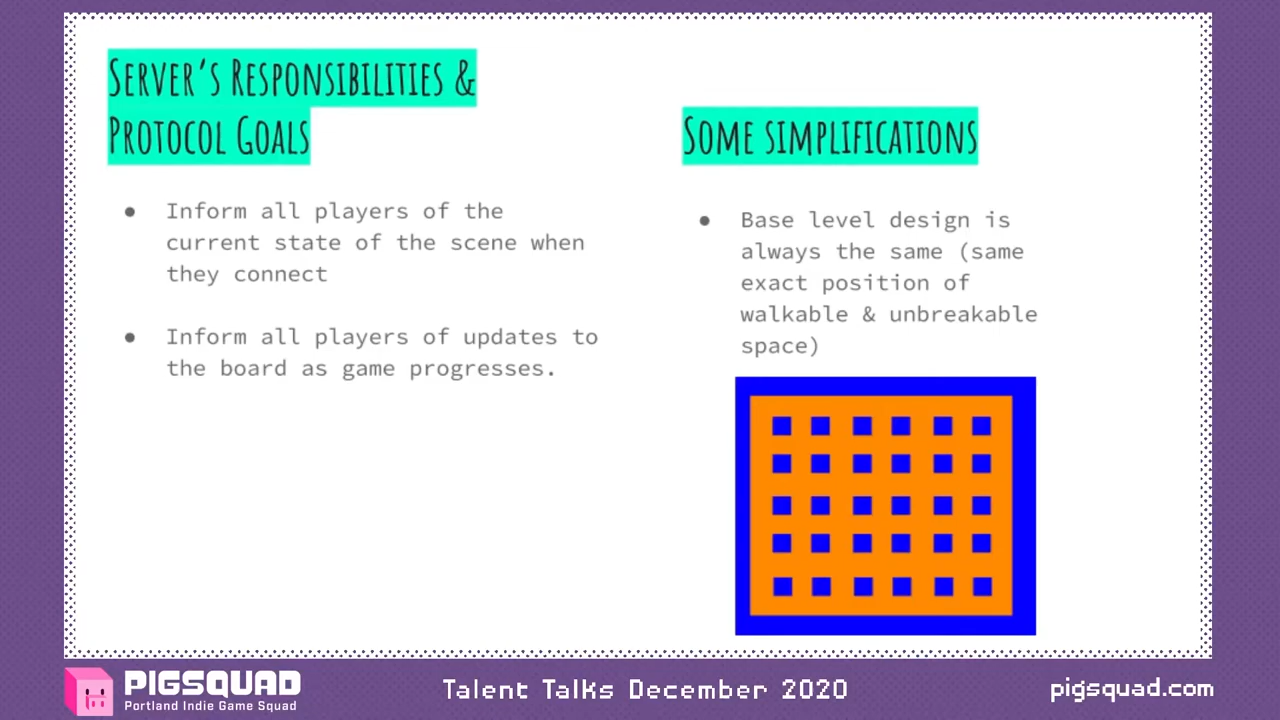 Server's Responsibilities &
Protocol Goals
● Inform all players of the
current state of the scene when
they connect
● Inform all players of updates to
the board as game progresses.
Some simplifications
● Base level design is
always the same (same
exact position of
walkable & unbreakable
space)
PIGSQUAD
Portland Indie Game Squad
Talent Talks December 2020
pigsquad.com